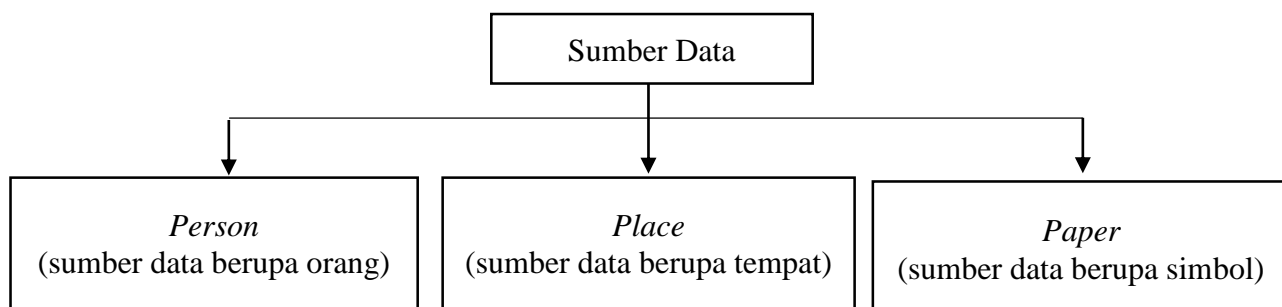 Sumber Data
Person
(sumber data berupa orang)
Place
(sumber data berupa tempat)
Paper
(sumber data berupa simbol)